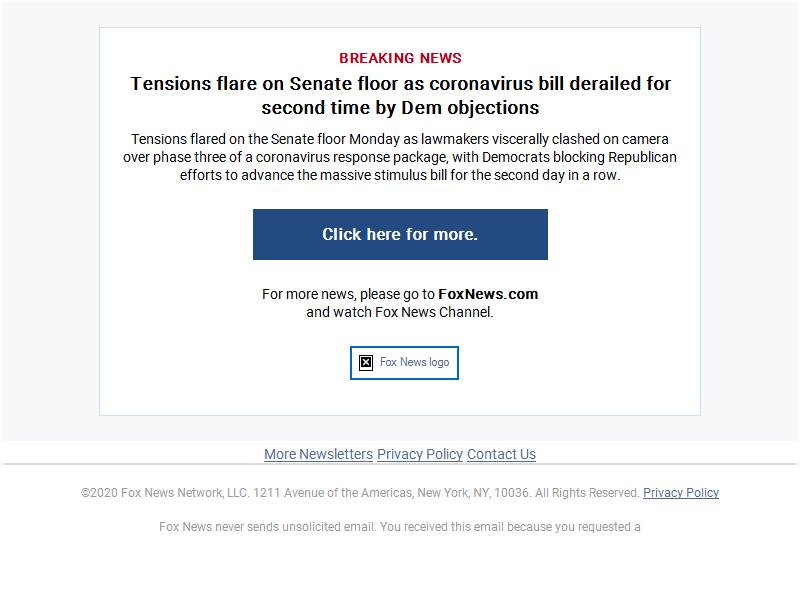 BREAKING NEWS
Tensions flare on Senate floor as coronavirus bill derailed for
second time by Dem objections
Tensions flared on the Senate floor Monday as lawmakers viscerally clashed on camera
over phase three of a coronavirus response package, with Democrats blocking Republican
efforts to advance the massive stimulus bill for the second day in a row.
Click here for more.
For more news, please go to FoxNews.com
and watch Fox News Channel.
Fox News logo
More Newsletters Privacy Policy Contact Us
©2020 Fox News Network, LLC. 1211 Avenue of the Americas, New York, NY, 10036. All Rights Reserved. Privacy Policy
Fox News never sends unsolicited email. You received this email because you requested a